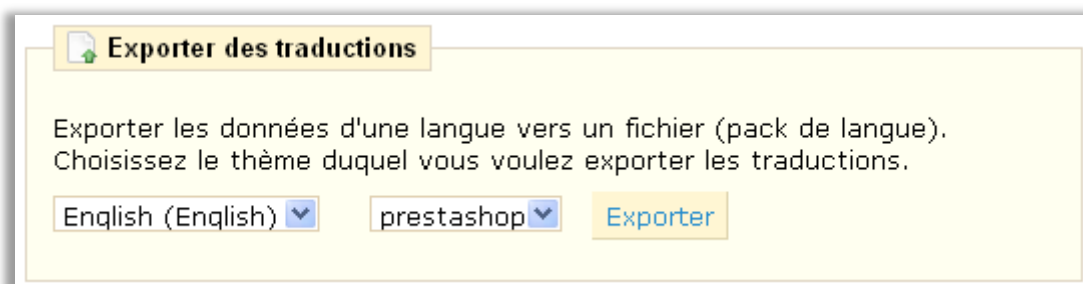 Exporter des traductions
Exporter les données d'une langue vers un fichier (pack de langue).
Choisissez le thème duquel vous voulez exporter les traductions.
English (English) prestashop Exporter